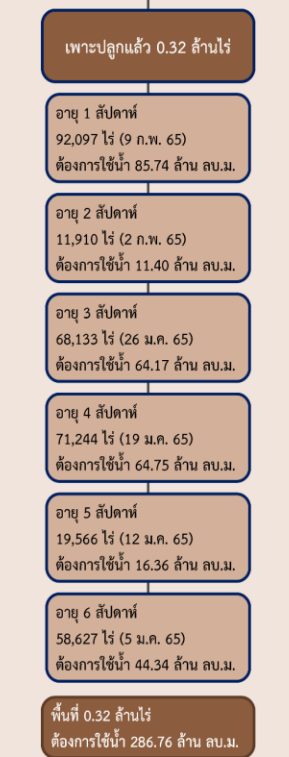 เพาะปลูกแล้ว 0.32 ล้านไร่
อายุ 1 สัปดาห์
92,097 ไร่ (9 ก.พ. 65)
ต้องการใช้น้ำ 85.74 ล้าน ลบ.ม.
อายุ 2 สัปดาห์
11,910 ไร่ (2 ก.พ. 65)
ต้องการใช้น้ำ 11.40 ล้าน ลบ.ม.
อายุ 3 สัปดาห์
68,133 ไร่ (26 ม.ค. 65)
ต้องการใช้น้ำ 64.17 ล้าน ลบ.ม.
อายุ 4 สัปดาห์
71,244 ไร่ (19 ม.ค. 65)
ต้องการใช้น้ำ 64.75 ล้าน ลบ.ม.
อายุ 5 สัปดาห์
19,566 ไร่ (12 ม.ค. 65)
ต้องการใช้น้ำ 16.36 ล้าน ลบ.ม.
อายุ 6 สัปดาห์
58,627 ไร่ (5 ม.ค. 65)
ต้องการใช้น้ำ 44.34 ล้าน ลบ.ม.
พื้นที่ 0.32 ล้านไร่
ต้องการใช้น้ำ 286.76 ล้าน ลบ.ม.